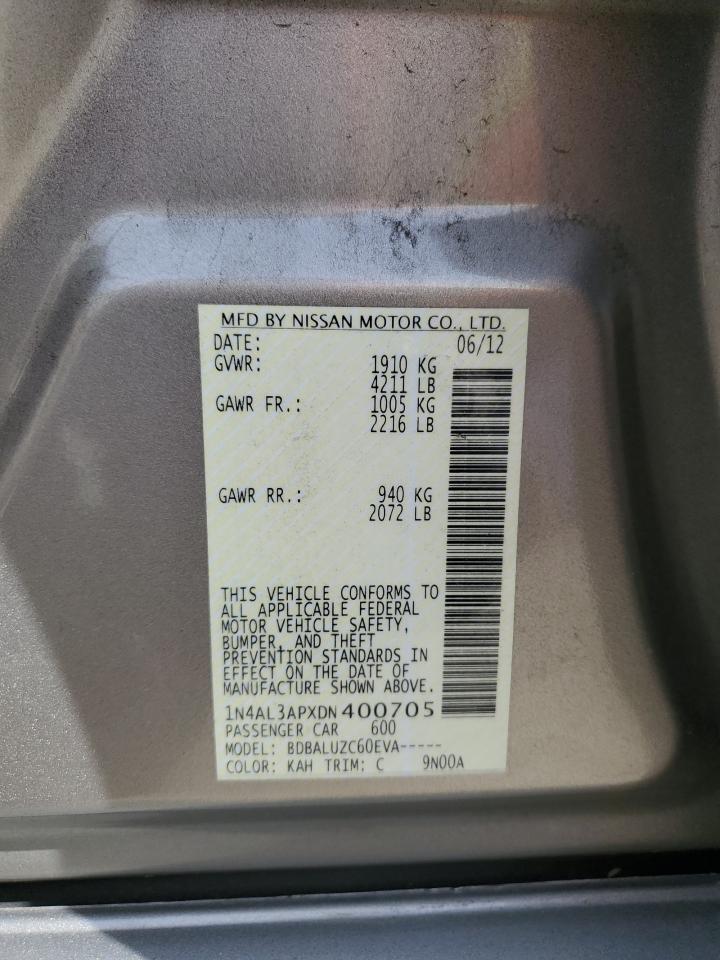 MFD BY NISSAN MOTOR CO., LTD.
DATE: 06/12
GVWR: 1910 KG
4211 LB
GAWR FR.: 1005 KG
2216 LB
GAWR RR.: 940 KG
2072 LB
THIS VEHICLE CONFORMS TO
ALL APPLICABLE FEDERAL
MOTOR VEHICLE SAFETY,
BUMPER, AND THEFT
PREVENTION STANDARDS IN
EFFECT ON THE DATE OF
MANUFACTURE SHOWN ABOVE.
1N4AL3APXDN400705
PASSENGER CAR 600
MODEL: BDBALUZC60EVA-----
COLOR: KAH TRIM: C 9N00A